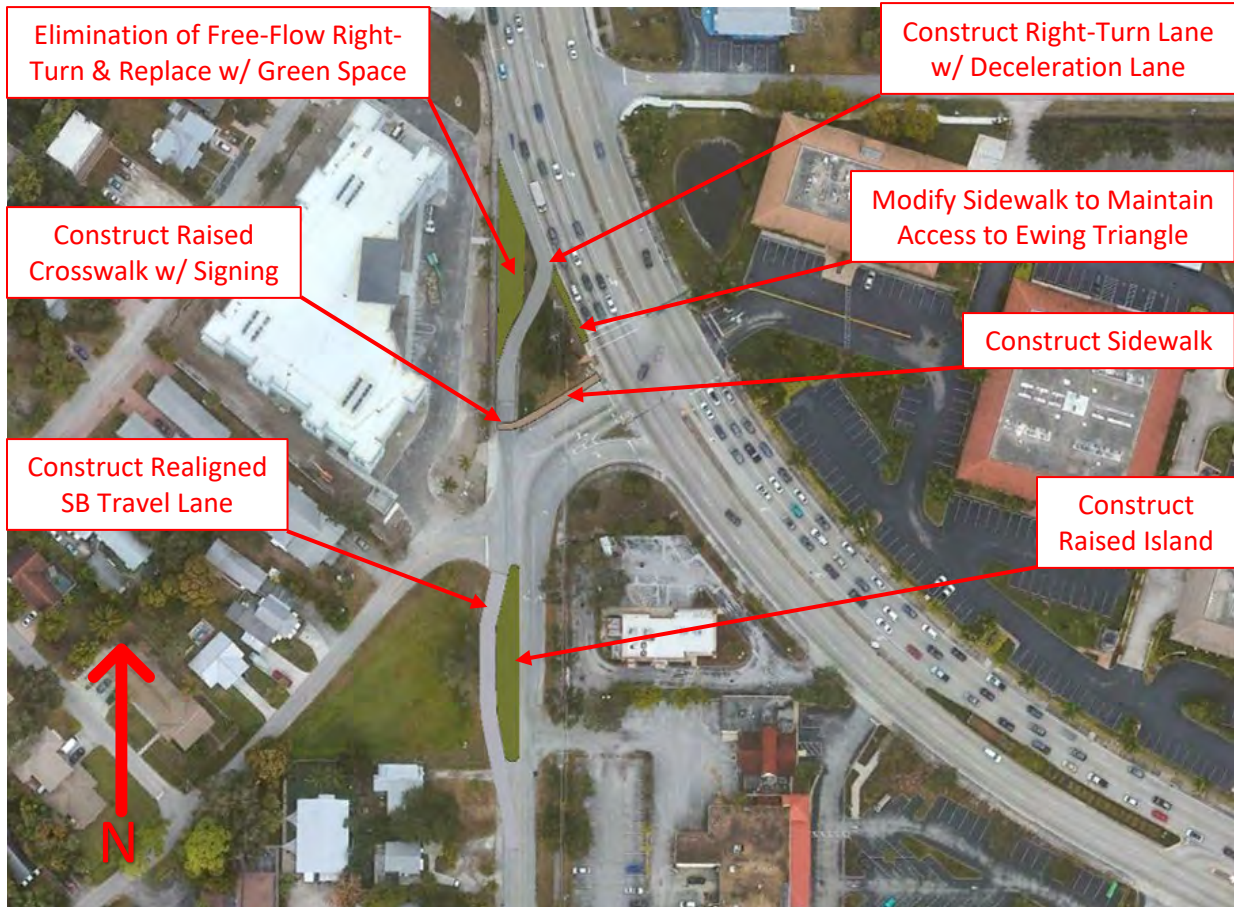 Elimination of Free-Flow Right-
Turn & Replace w/ Green Space
Construct Right-Turn Lane
w/ Deceleration Lane
Modify Sidewalk to Maintain
Access to Ewing Triangle
Construct Raised
Crosswalk w/ Signing
Construct Sidewalk
Construct Realigned
SB Travel Lane
Construct
Raised Island
N